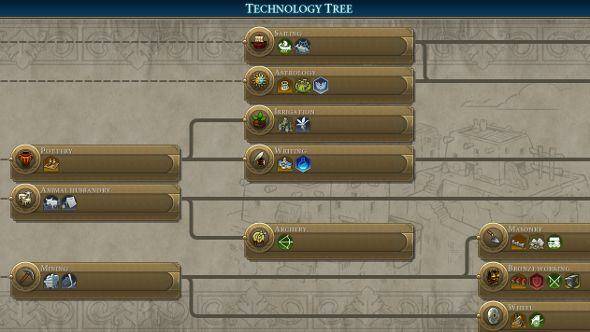 TECHNOLOGY TREE
SAILING
ASTROLOGY
IRRIGATION
POTTERY
WRITING
ANIMAL HUSBANDRY
ARCHERY
MASONRY
MINING
BRONZE WORKING
WHEEL